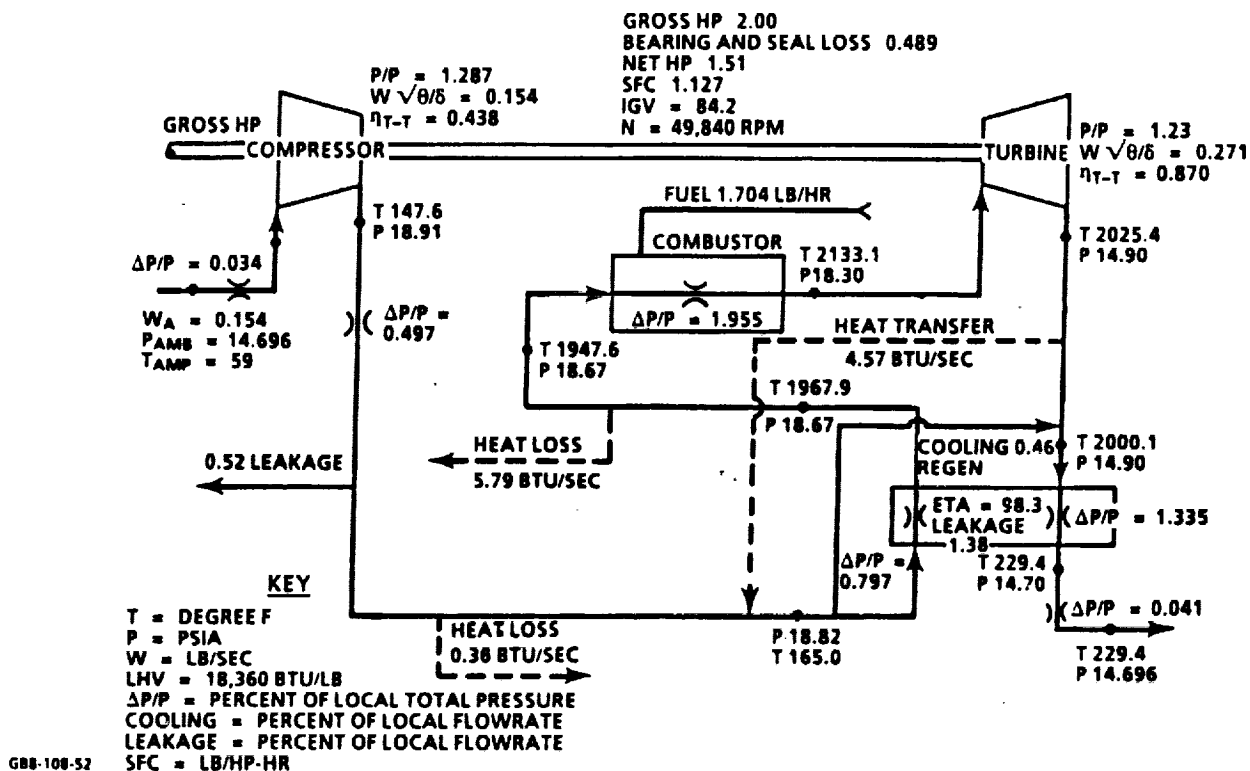 GROSS HP 2.00
BEARING AND SEAL LOSS 0.489
NET HP 1.51
SFC 1.127
IGV = 84.2
N = 49,840 RPM
P/P = 1.287
W √θ/δ = 0.154
ηT-T = 0.438
GROSS HP
COMPRESSOR
TURBINE
P/P = 1.23
W √θ/δ = 0.271
ηT-T = 0.870
FUEL 1.704 LB/HR
T 147.6
P 18.91
COMBUSTOR
T 2133.1
P18.30
T 2025.4
P 14.90
ΔP/P = 0.034
ΔP/P =
0.497
ΔP/P = 1.955
WA = 0.154
PAMB = 14.696
TAMP = 59
HEAT TRANSFER
4.57 BTU/SEC
T 1947.6
P 18.67
T 1967.9
P 18.67
HEAT LOSS
5.79 BTU/SEC
0.52 LEAKAGE
COOLING 0.46
REGEN
T 2000.1
P 14.90
ETA = 98.3
LEAKAGE
1.38
ΔP/P = 1.335
ΔP/P =
0.797
T 229.4
P 14.70
ΔP/P = 0.041
HEAT LOSS
0.36 BTU/SEC
P 18.82
T 165.0
T 229.4
P 14.696
KEY
T = DEGREE F
P = PSIA
W = LB/SEC
LHV = 18,360 BTU/LB
ΔP/P = PERCENT OF LOCAL TOTAL PRESSURE
COOLING = PERCENT OF LOCAL FLOWRATE
LEAKAGE = PERCENT OF LOCAL FLOWRATE
SFC = LB/HP-HR
GB8-108-52